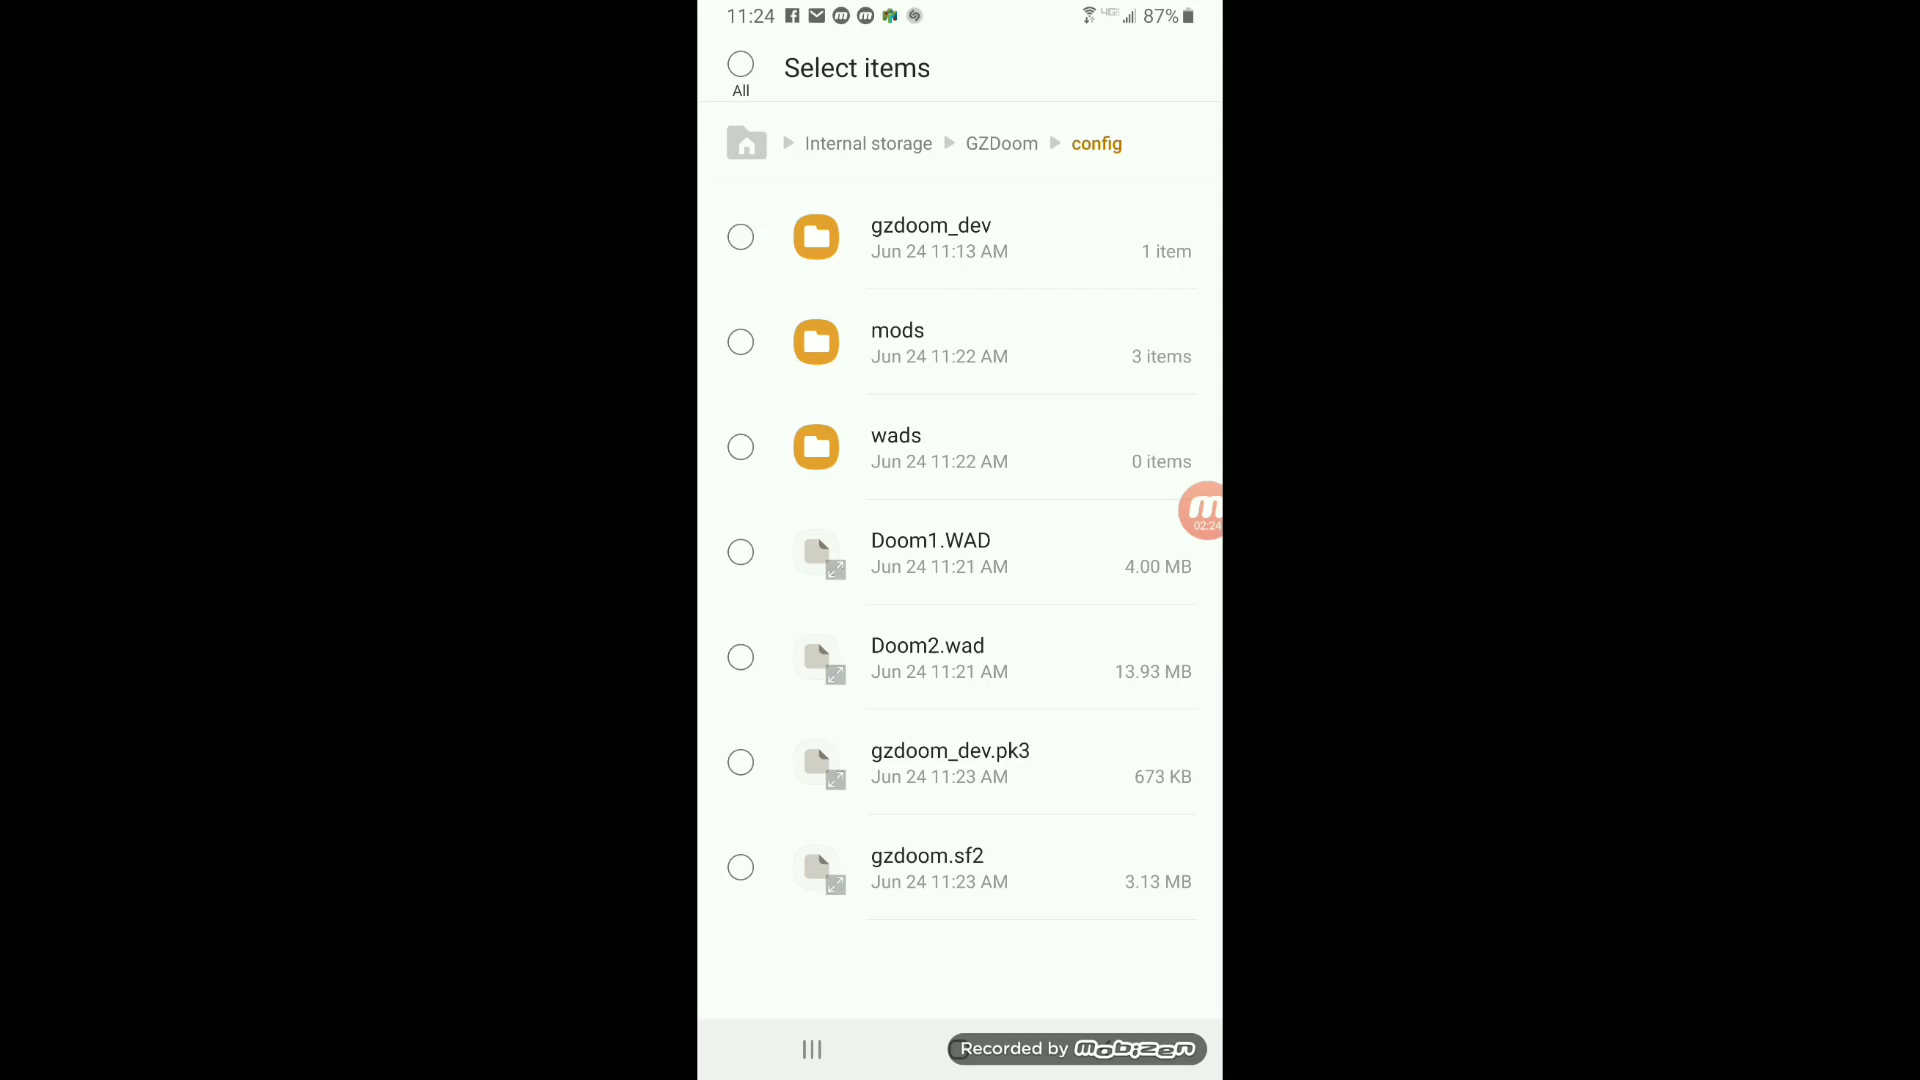 11:24
87%
Select items
All
Internal storage GZDoom config
gzdoom_dev
Jun 24 11:13 AM 1 item
mods
Jun 24 11:22 AM 3 items
wads
Jun 24 11:22 AM 0 items
02:24
Doom1.WAD
Jun 24 11:21 AM 4.00 MB
Doom2.wad
Jun 24 11:21 AM 13.93 MB
gzdoom_dev.pk3
Jun 24 11:23 AM 673 KB
gzdoom.sf2
Jun 24 11:23 AM 3.13 MB
Recorded by mobizen